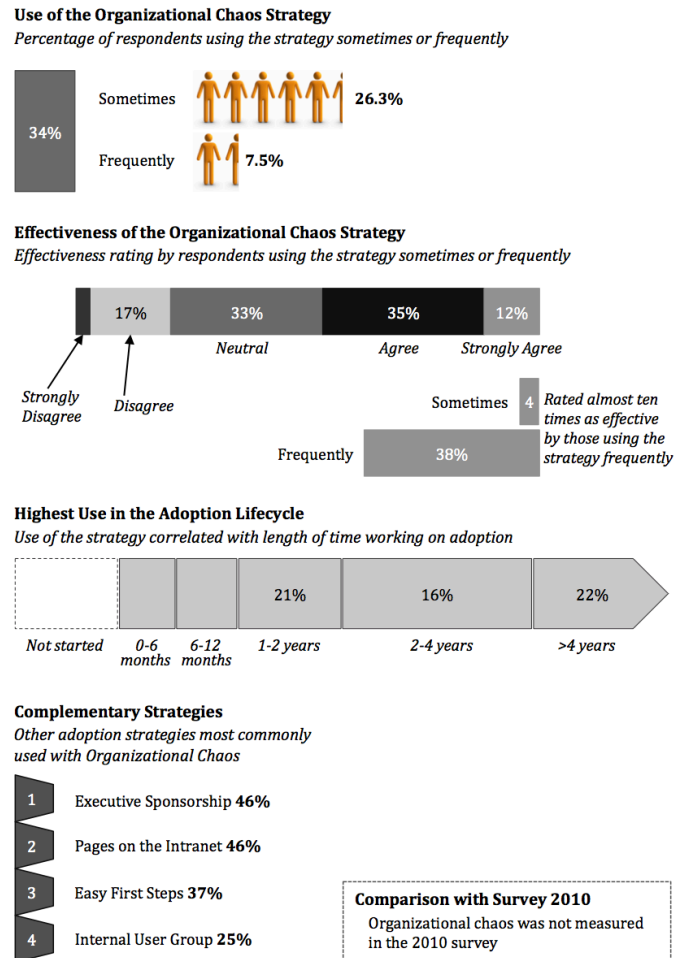 Use of the Organizational Chaos Strategy
Percentage of respondents using the strategy sometimes or frequently
34%
Sometimes
26.3%
Frequently
7.5%
Effectiveness of the Organizational Chaos Strategy
Effectiveness rating by respondents using the strategy sometimes or frequently
17%
33%
35%
12%
Neutral
Agree
Strongly Agree
Strongly
Disagree
Disagree
Sometimes
4
Rated almost ten
times as effective
by those using the
strategy frequently
Frequently
38%
Highest Use in the Adoption Lifecycle
Use of the strategy correlated with length of time working on adoption
21%
16%
22%
Not started
0-6
months
6-12
months
1-2 years
2-4 years
>4 years
Complementary Strategies
Other adoption strategies most commonly
used with Organizational Chaos
1
Executive Sponsorship 46%
2
Pages on the Intranet 46%
3
Easy First Steps 37%
4
Internal User Group 25%
Comparison with Survey 2010
Organizational chaos was not measured
in the 2010 survey